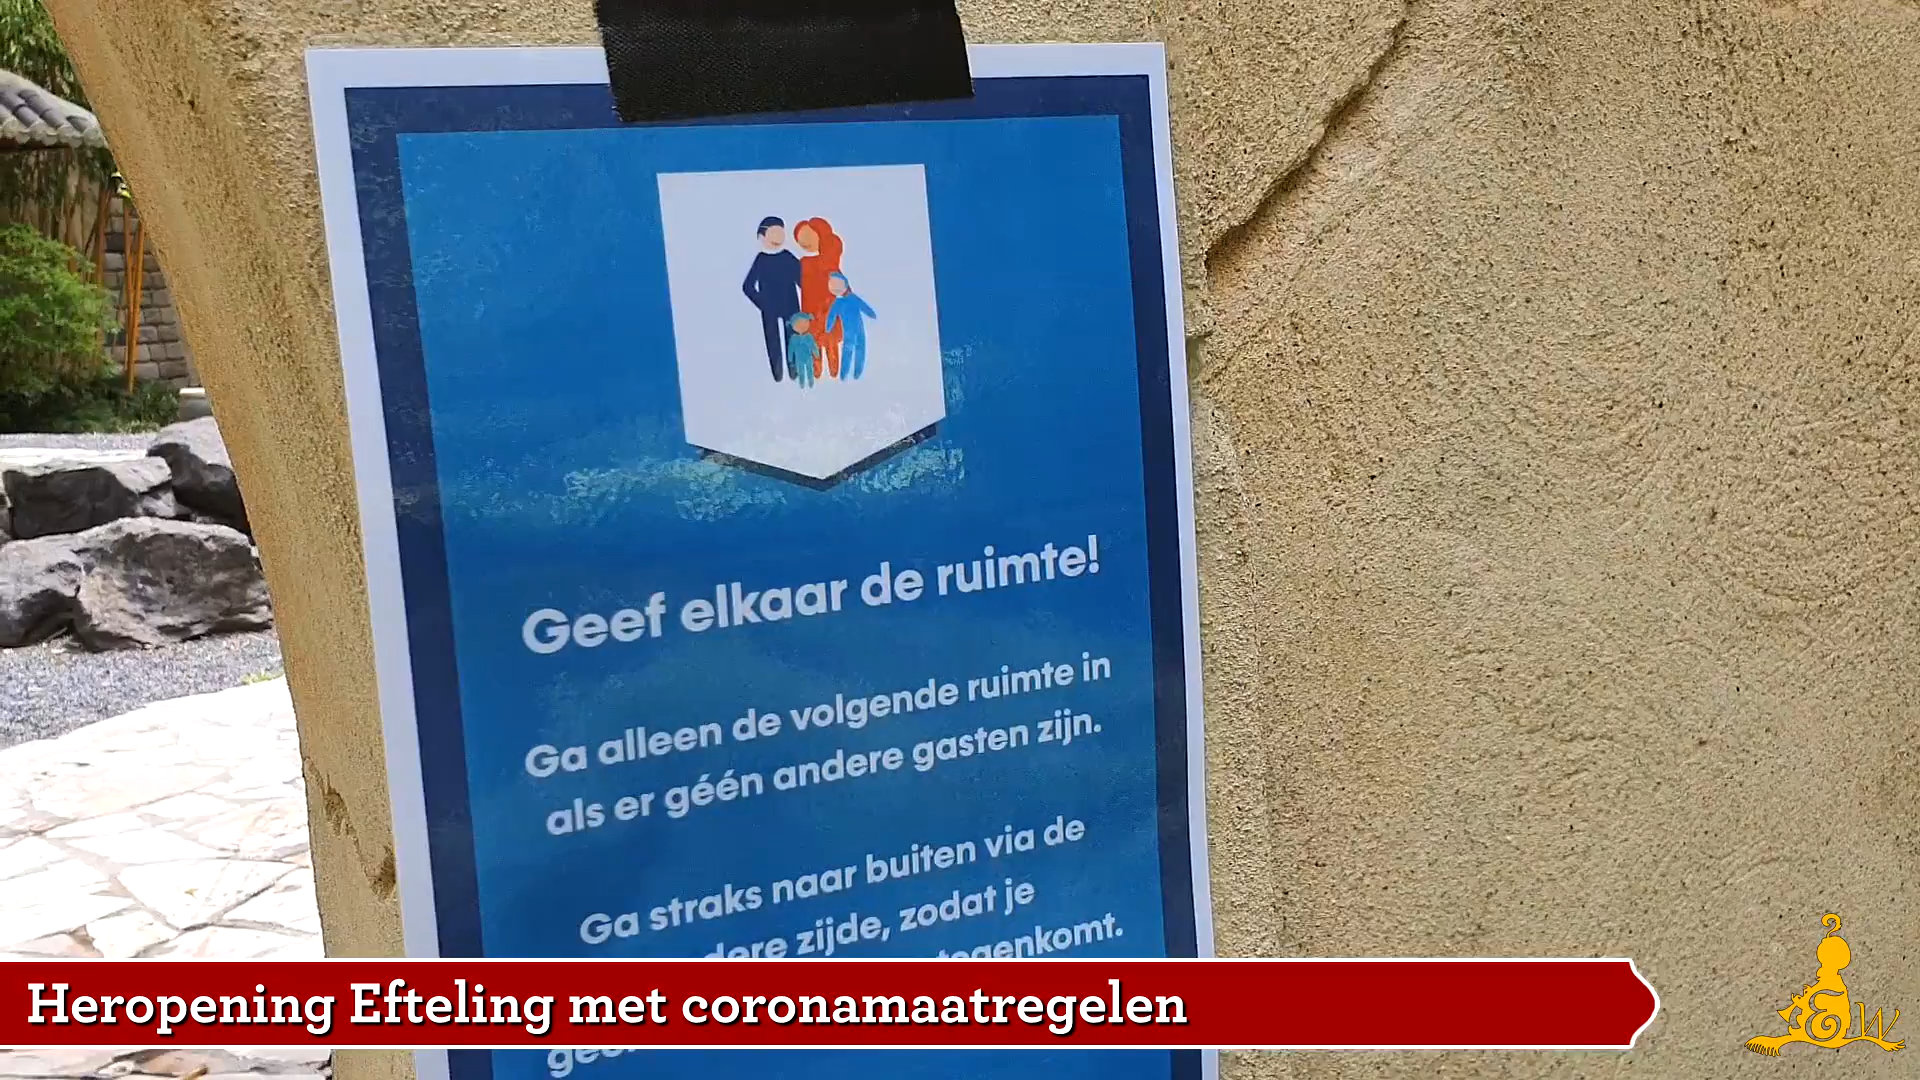 Geef elkaar de ruimte!
Ga alleen de volgende ruimte in
als er géén andere gasten zijn.
Ga straks naar buiten via de
zijde, zodat je
Heropening Efteling met coronamaatregelen
E W